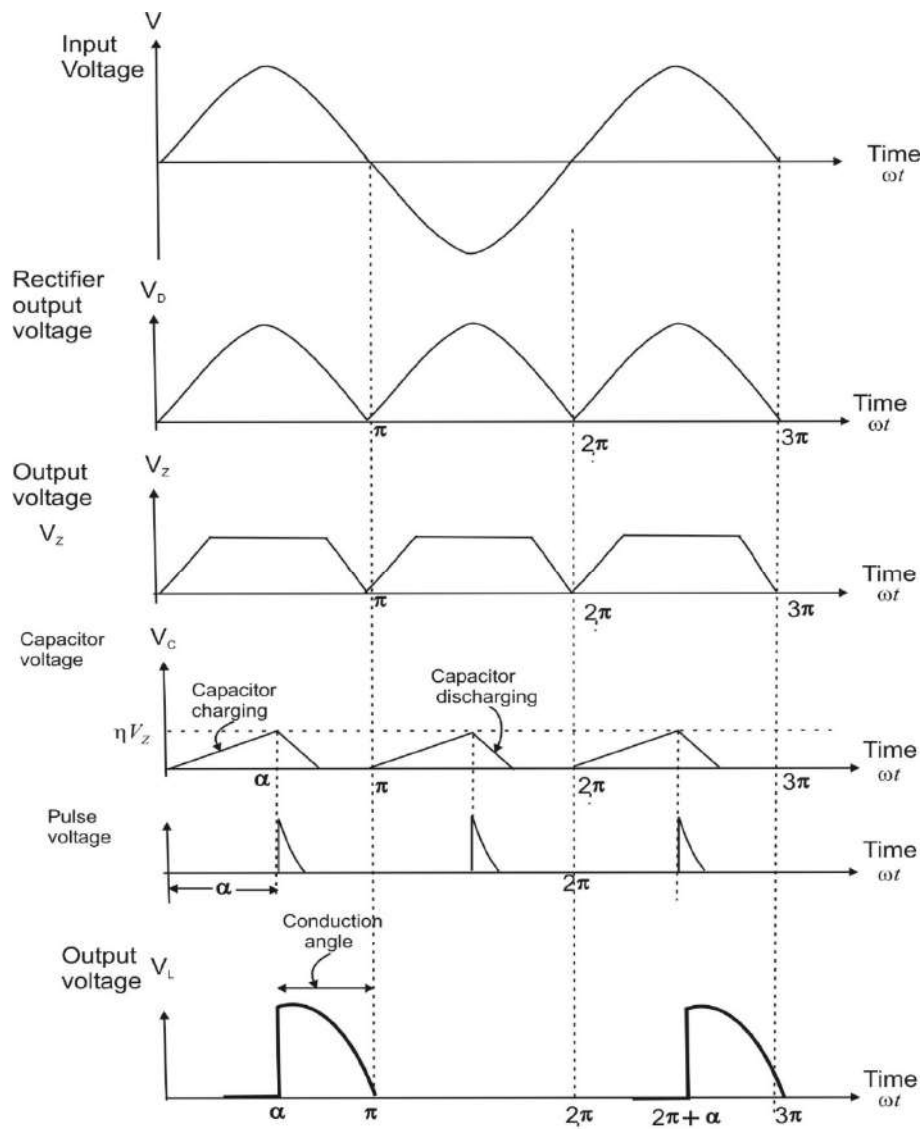 V
Input
Voltage
Time
ωt
Rectifier
output
voltage
V_D
Time
ωt
π
2π
3π
Output
voltage
V_Z
V_Z
Time
ωt
π
2π
3π
Capacitor
voltage
V_C
Capacitor
charging
Capacitor
discharging
ηV_Z
Time
ωt
α
π
2π
3π
Pulse
voltage
Time
ωt
α
2π
Conduction
angle
Output
voltage
V_L
Time
ωt
α
π
2π
2π + α
3π